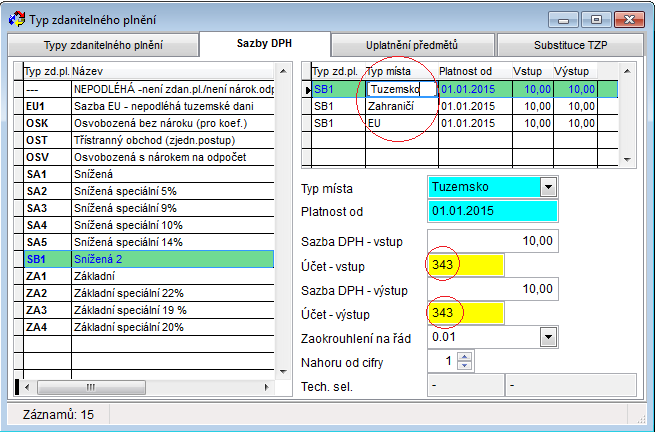 Typ zdanitelného plnění
Typy zdanitelného plnění
Sazby DPH
Uplatnění předmětů
Substituce TZP
Typ zd.pl. Název
--- NEPODLÉHÁ -není zdan.pl./není nárok.odp
EU1 Sazba EU - nepodléhá tuzemské dani
OSK Osvobozená bez nároku (pro koef.)
OST Třístranný obchod (zjedn.postup)
OSV Osvobozená s nárokem na odpočet
SA1 Snížená
SA2 Snížená speciální 5%
SA3 Snížená speciální 9%
SA4 Snížená speciální 10%
SA5 Snížená speciální 14%
SB1 Snížená 2
ZA1 Základní
ZA2 Základní speciální 22%
ZA3 Základní speciální 19 %
ZA4 Základní speciální 20%
Typ zd.pl. Typ místa Platnost od Vstup Výstup
SB1 Tuzemsko 01.01.2015 10,00 10,00
SB1 Zahraničí 01.01.2015 10,00 10,00
SB1 EU 01.01.2015 10,00 10,00
Typ místa Tuzemsko
Platnost od 01.01.2015
Sazba DPH - vstup 10,00
Účet - vstup 343
Sazba DPH - výstup 10,00
Účet - výstup 343
Zaokrouhlení na řád 0.01
Nahoru od cifry 1
Tech. sel. - -
Záznamů: 15